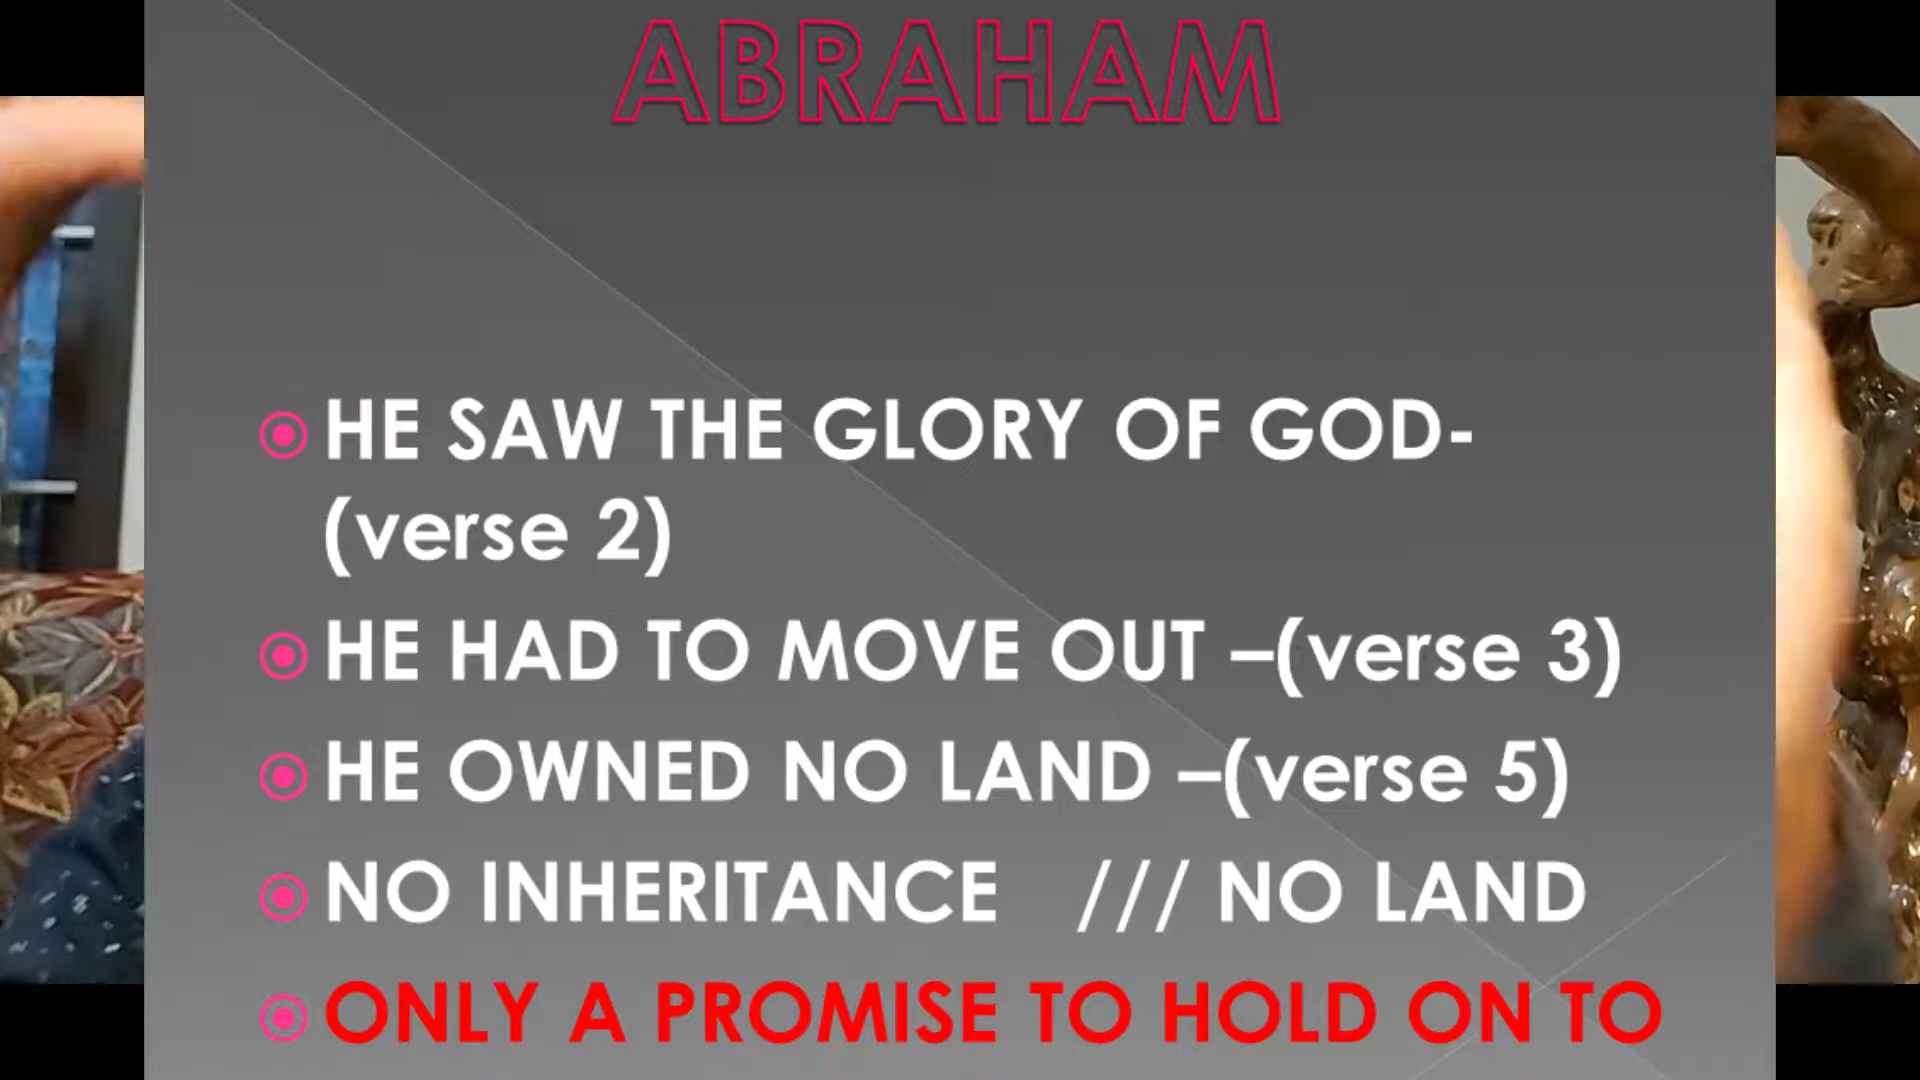 ABRAHAM
HE SAW THE GLORY OF GOD-
(verse 2)
HE HAD TO MOVE OUT –(verse 3)
HE OWNED NO LAND –(verse 5)
NO INHERITANCE /// NO LAND
ONLY A PROMISE TO HOLD ON TO